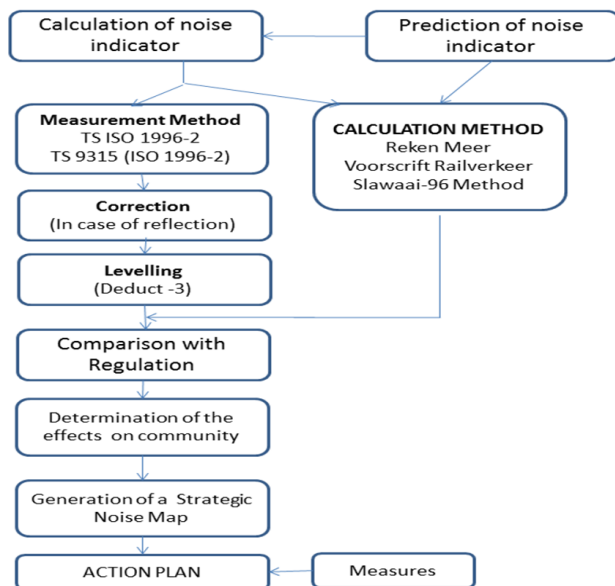 Calculation of noise
indicator
Prediction of noise
indicator
Measurement Method
TS ISO 1996-2
TS 9315 (ISO 1996-2)
CALCULATION METHOD
Reken Meer
Voorscrift Railverkeer
Slawaai-96 Method
Correction
(In case of reflection)
Levelling
(Deduct -3)
Comparison with
Regulation
Determination of the
effects on community
Generation of a Strategic
Noise Map
ACTION PLAN
Measures